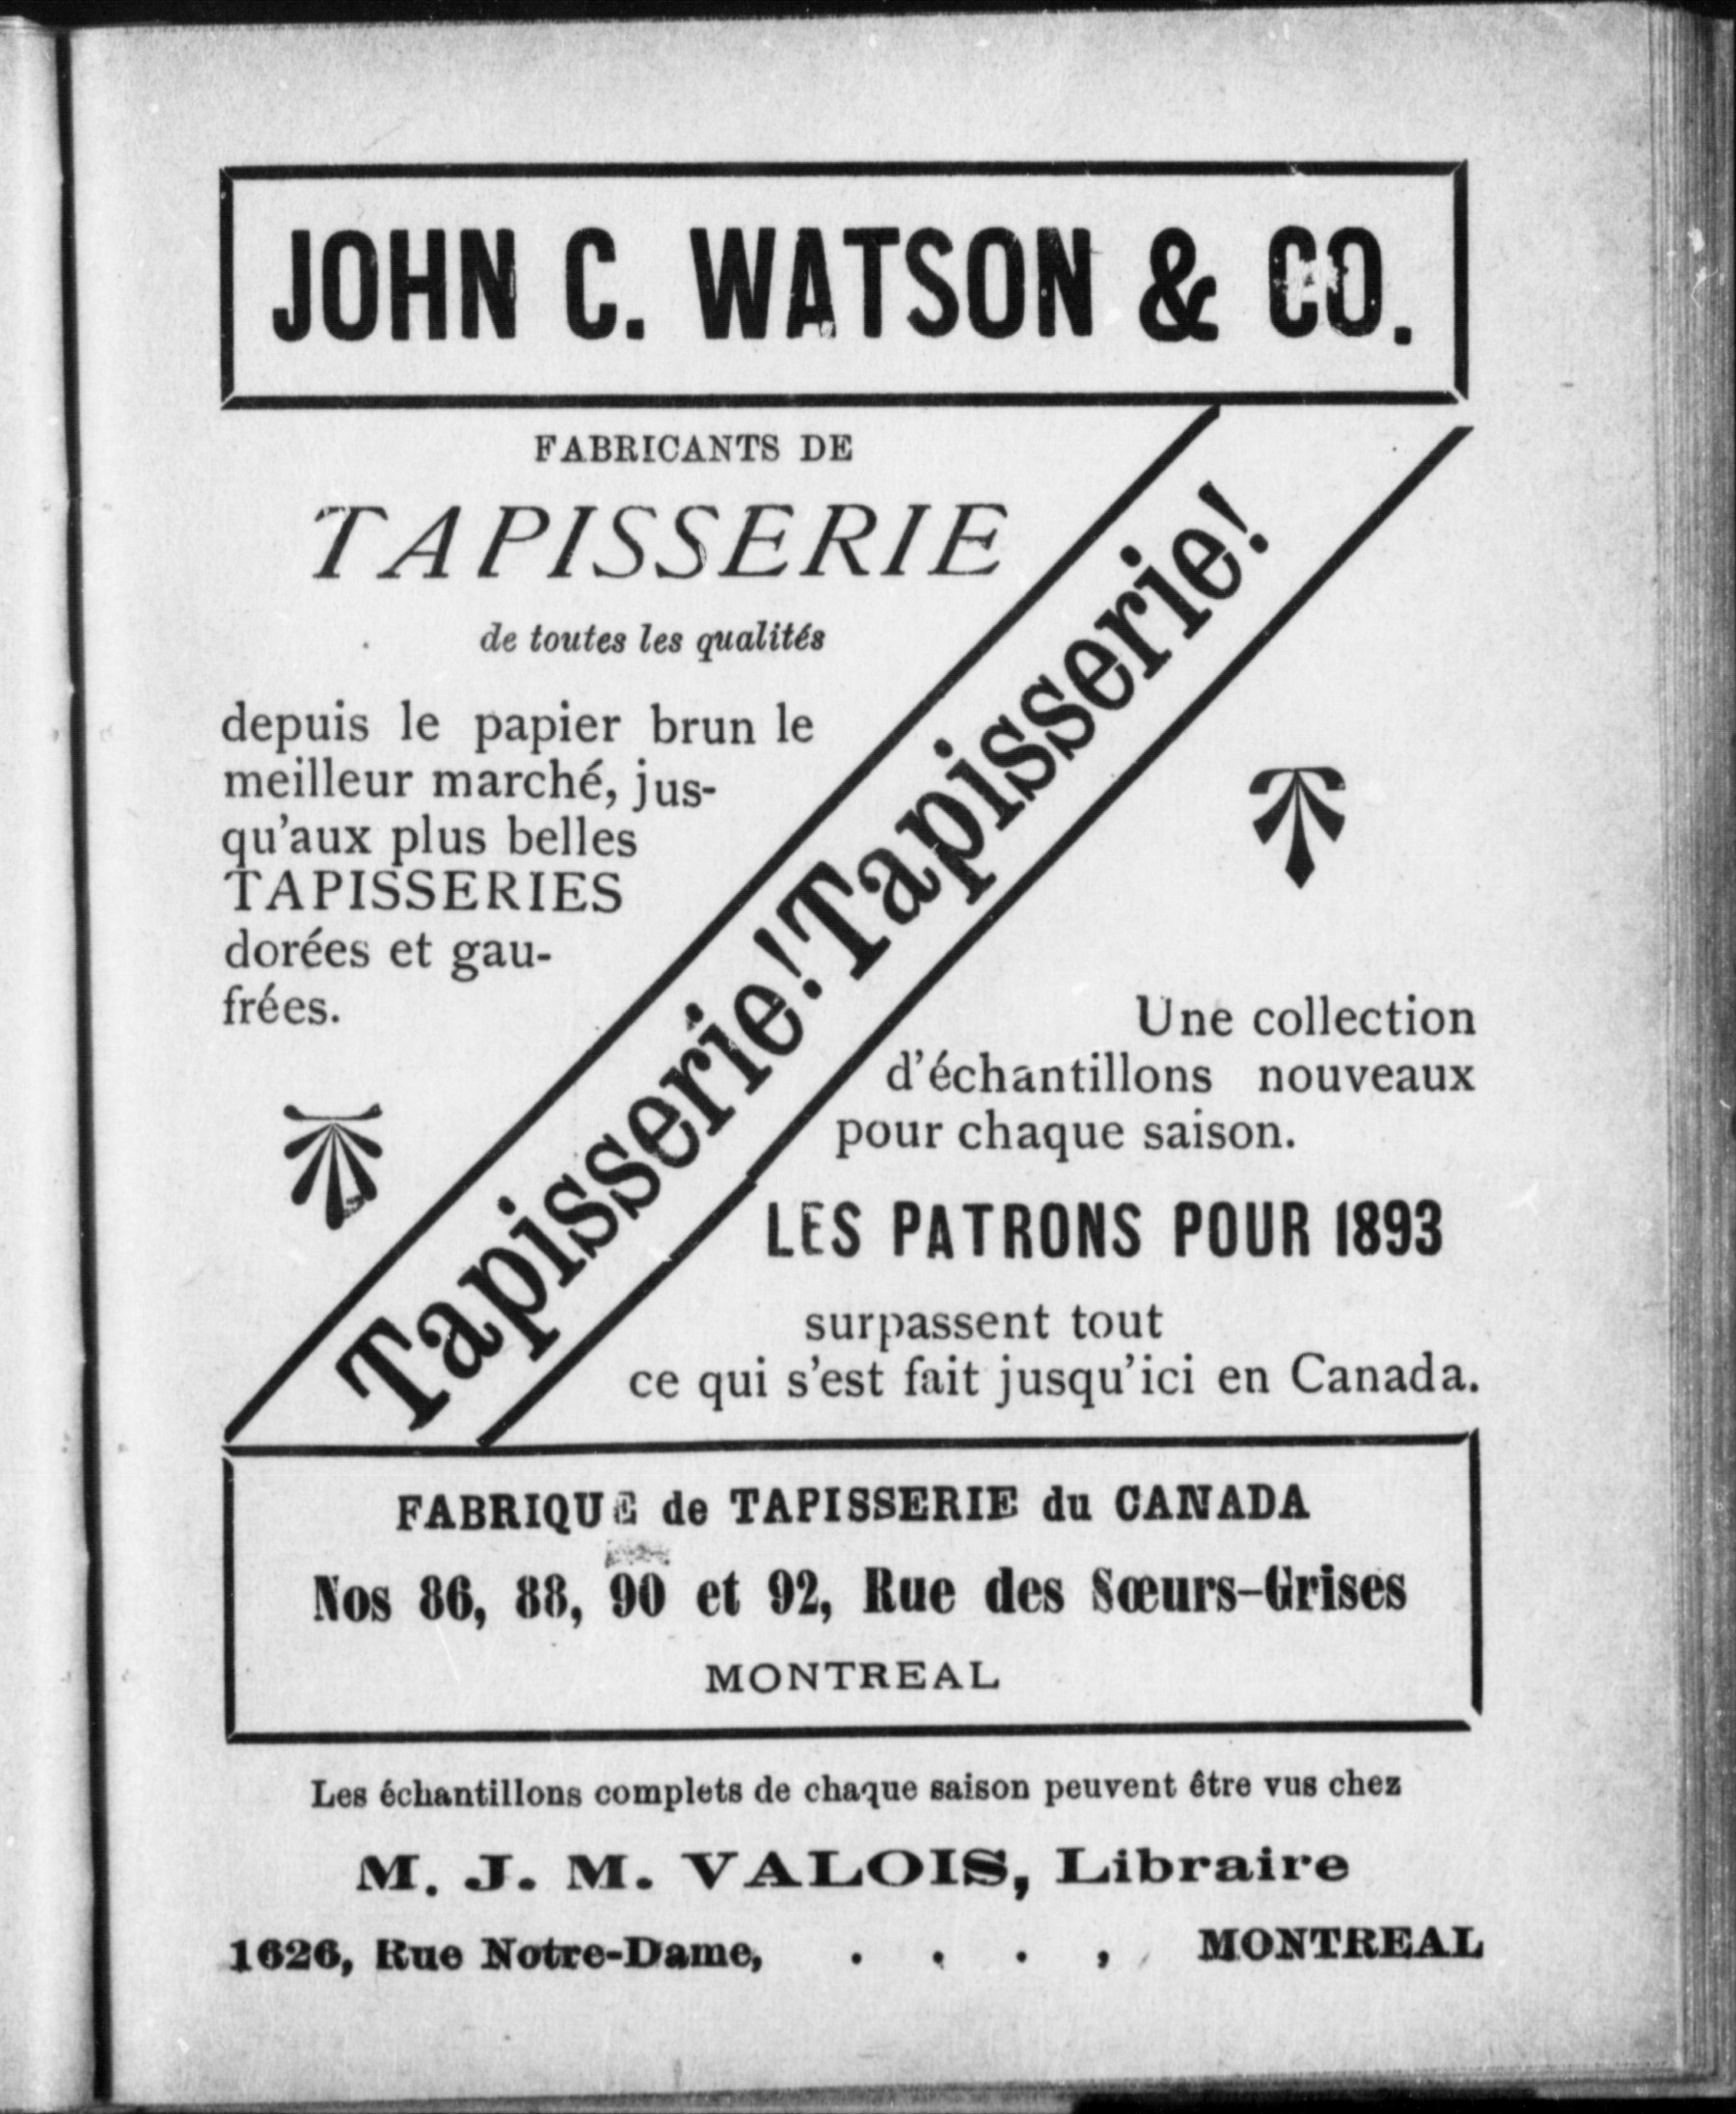 JOHN C. WATSON & CO.
FABRICANTS DE
TAPISSERIE
de toutes les qualités
depuis le papier brun le
meilleur marché, jus-
qu'aux plus belles
TAPISSERIES
dorées et gau-
frées.
Tapisserie! Tapisserie!
Une collection
d'échantillons nouveaux
pour chaque saison.
LES PATRONS POUR 1893
surpassent tout
ce qui s'est fait jusqu'ici en Canada.
FABRIQUE de TAPISSERIE du CANADA
Nos 86, 88, 90 et 92, Rue des Sœurs-Grises
MONTREAL
Les échantillons complets de chaque saison peuvent être vus chez
M. J. M. VALOIS, Libraire
1626, Rue Notre-Dame, . . . , MONTREAL